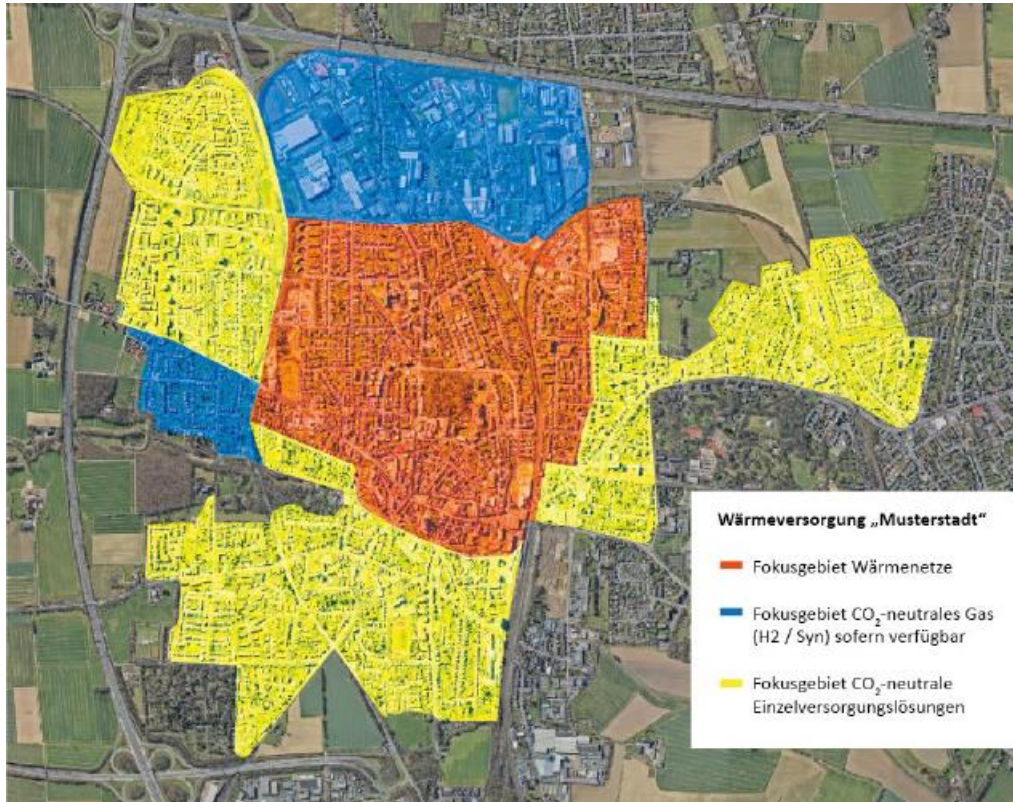 Wärmeversorgung „Musterstadt“
Fokusgebiet Wärmenetze
Fokusgebiet CO₂-neutrales Gas
(H2 / Syn) sofern verfügbar
Fokusgebiet CO₂-neutrale
Einzelversorgungslösungen